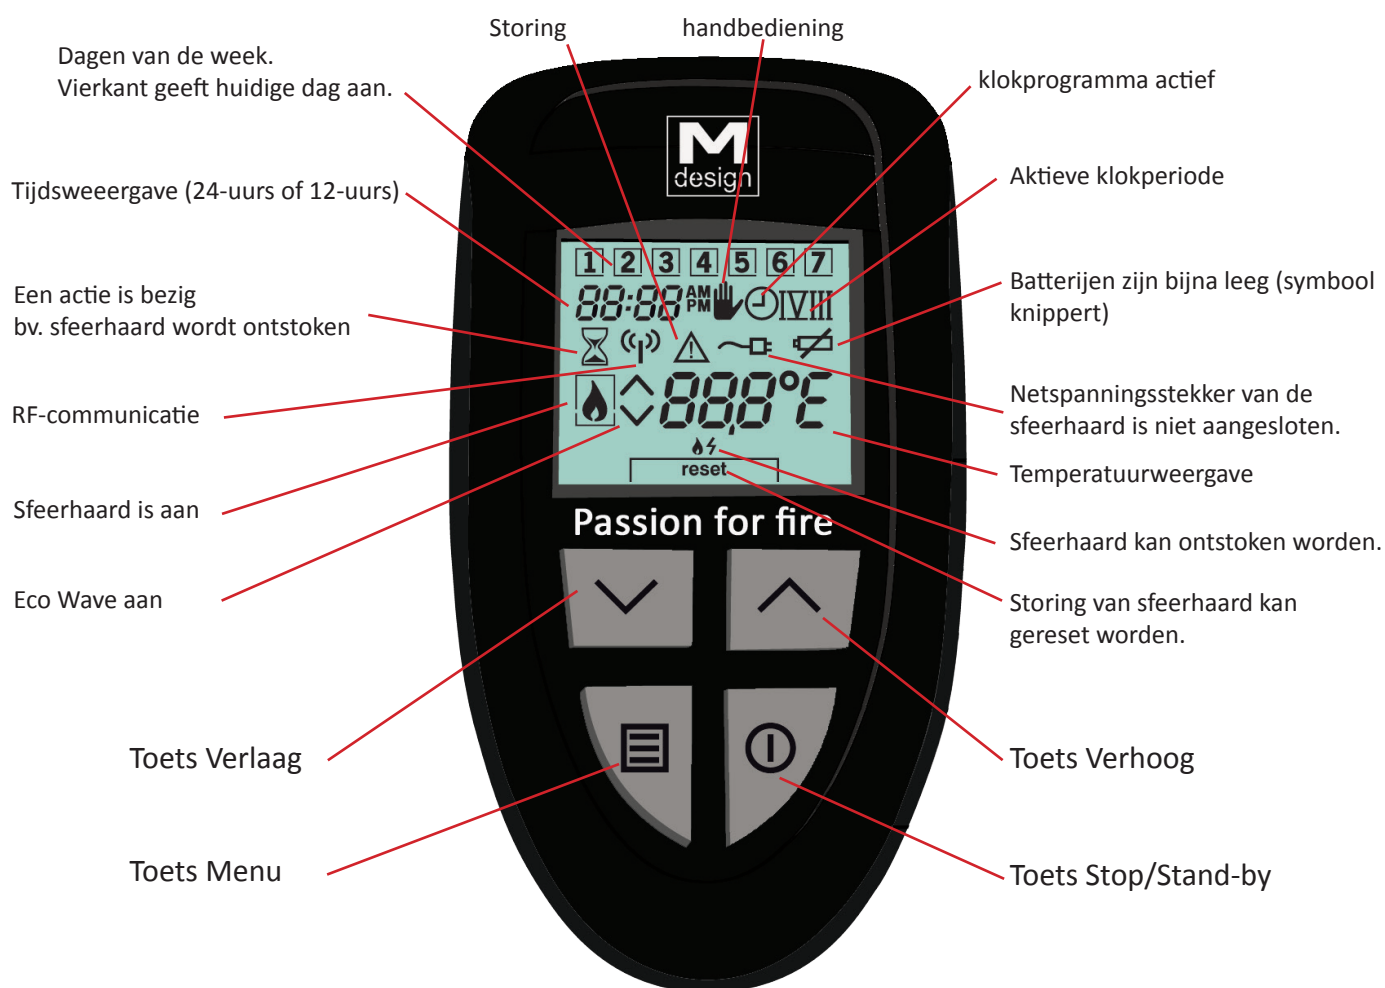 Storing
handbediening
Dagen van de week.
Vierkant geeft huidige dag aan.
klokprogramma actief
Tijdsweeergave (24-uurs of 12-uurs)
Aktieve klokperiode
Een actie is bezig
bv. sfeerhaard wordt ontstoken
Batterijen zijn bijna leeg (symbool
knippert)
RF-communicatie
Netspanningsstekker van de
sfeerhaard is niet aangesloten.
Temperatuurweergave
Sfeerhaard is aan
Sfeerhaard kan ontstoken worden.
Eco Wave aan
Storing van sfeerhaard kan
gereset worden.
Toets Verlaag
Toets Verhoog
Toets Menu
Toets Stop/Stand-by
M
design
1 2 3 4 5 6 7
88:88 AM PM IVIII
88,8°E
reset
Passion for fire